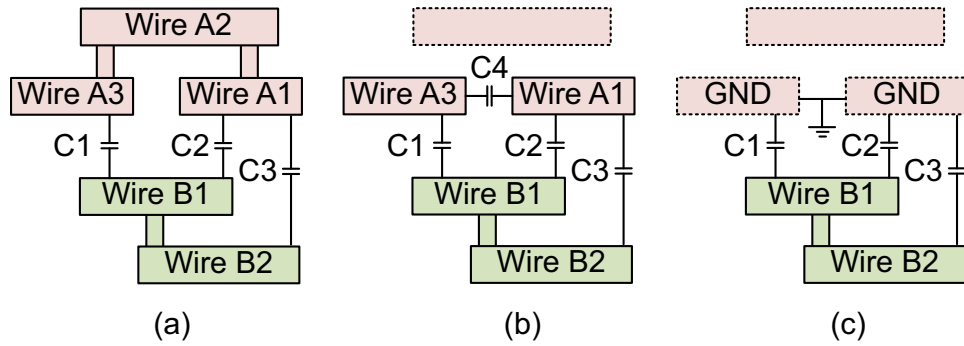 Wire A2
Wire A3
Wire A1
C1
C2
C3
Wire B1
Wire B2
(a)
C4
Wire A3
Wire A1
C1
C2
C3
Wire B1
Wire B2
(b)
GND
GND
C1
C2
C3
Wire B1
Wire B2
(c)